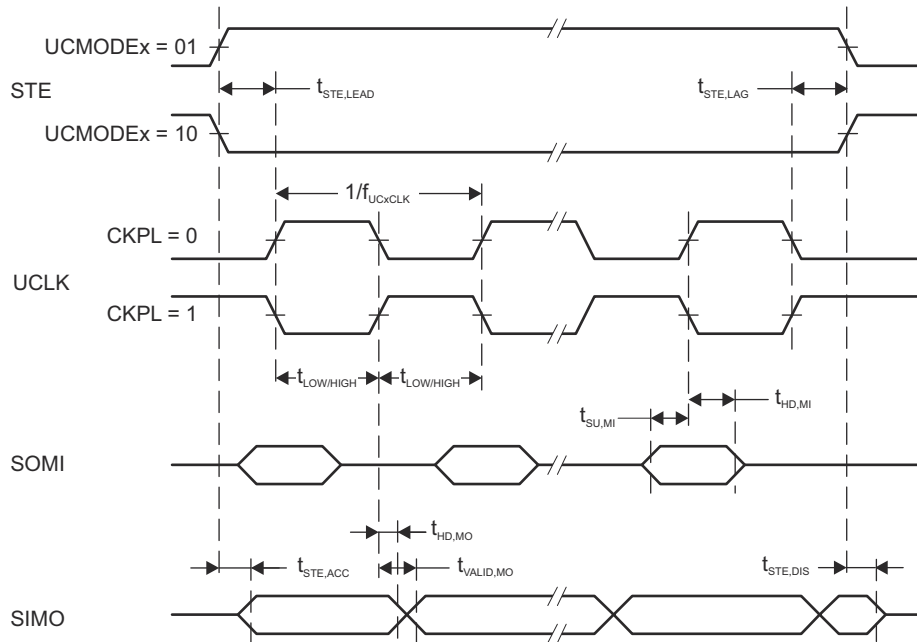 UCMODEx = 01
STE
t_STE,LEAD
t_STE,LAG
UCMODEx = 10
1/f_UCxCLK
CKPL = 0
UCLK
CKPL = 1
t_LOW/HIGH t_LOW/HIGH
t_HD,MI
t_SU,MI
SOMI
t_HD,MO
t_STE,ACC t_VALID,MO t_STE,DIS
SIMO